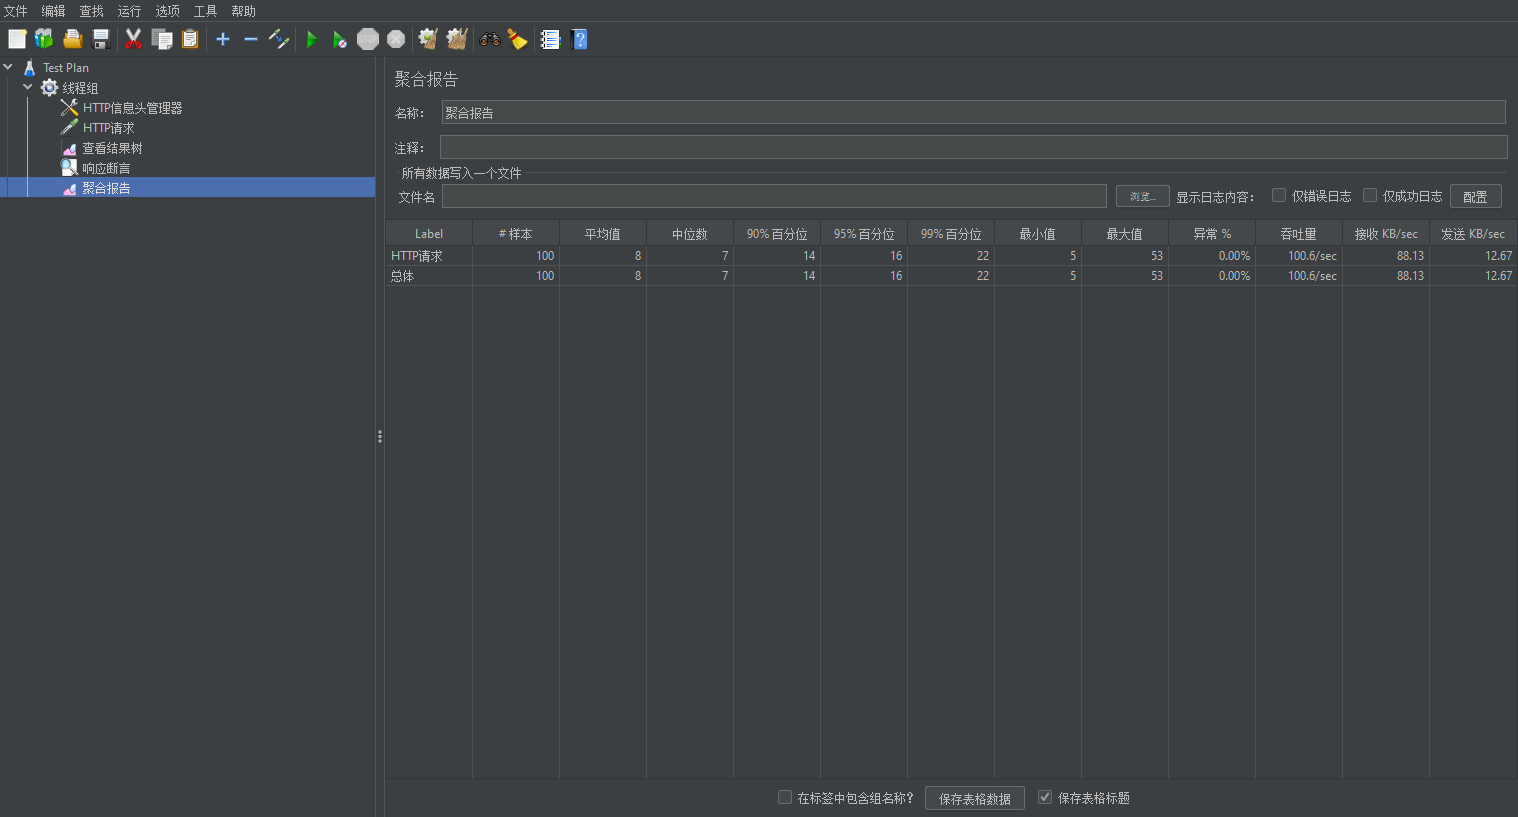 文件 编辑 查找 运行 选项 工具 帮助
Test Plan
线程组
HTTP信息头管理器
HTTP请求
查看结果树
响应断言
聚合报告
聚合报告
名称： 聚合报告
注释：
所有数据写入一个文件
文件名 浏览... 显示日志内容： 仅错误日志 仅成功日志 配置
Label # 样本 平均值 中位数 90% 百分位 95% 百分位 99% 百分位 最小值 最大值 异常 % 吞吐量 接收 KB/sec 发送 KB/sec
HTTP请求 100 8 7 14 16 22 5 53 0.00% 100.6/sec 88.13 12.67
总体 100 8 7 14 16 22 5 53 0.00% 100.6/sec 88.13 12.67
在标签中包含组名称？ 保存表格数据 保存表格标题